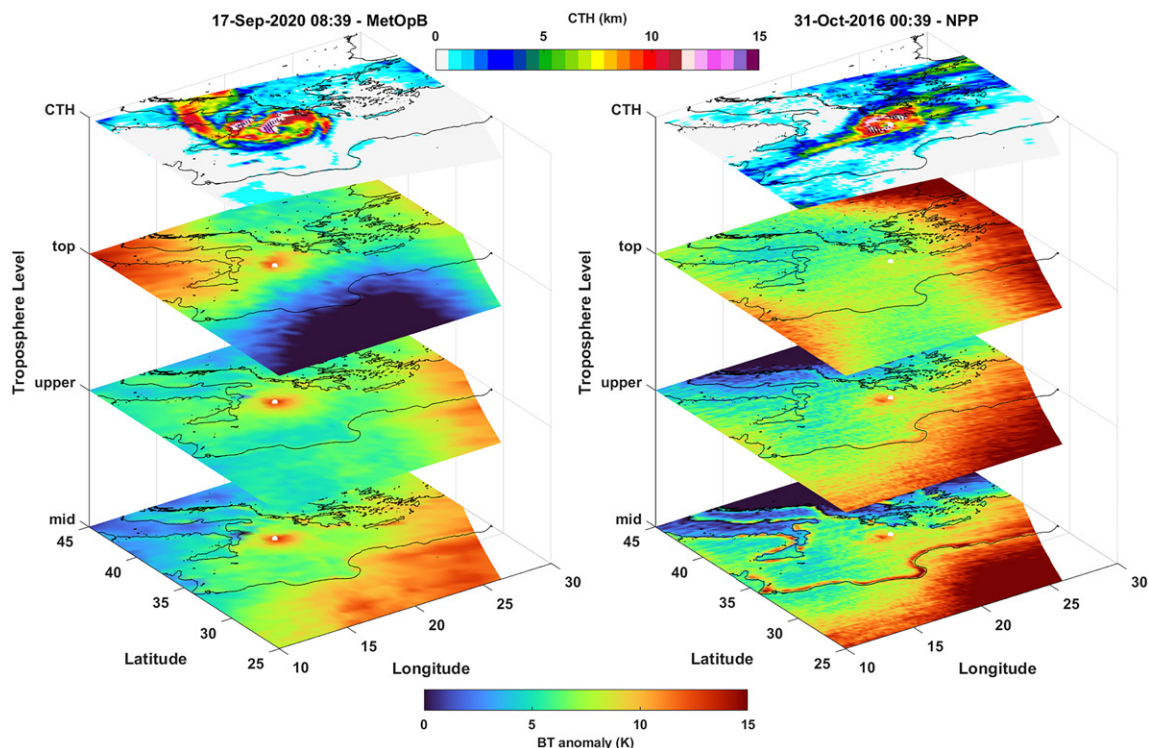 17-Sep-2020 08:39 - MetOpB
CTH (km)
31-Oct-2016 00:39 - NPP
0 5 10 15
CTH
top
upper
mid
Troposphere Level
45
40
35
30
25
Latitude
10
15
20
25
30
Longitude
CTH
top
upper
mid
Troposphere Level
45
40
35
30
25
Latitude
10
15
20
25
30
Longitude
0 5 10 15
BT anomaly (K)